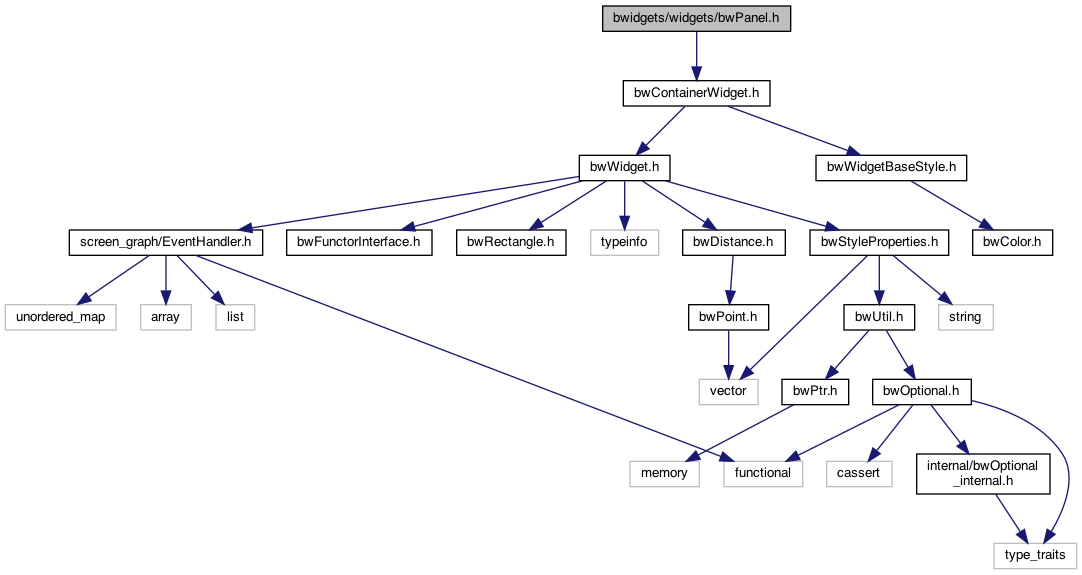 bwidgets/widgets/bwPanel.h
bwContainerWidget.h
bwWidget.h
bwWidgetBaseStyle.h
screen_graph/EventHandler.h
bwFunctorInterface.h
bwRectangle.h
typeinfo
bwDistance.h
bwStyleProperties.h
bwColor.h
unordered_map
array
list
bwPoint.h
bwUtil.h
string
vector
bwPtr.h
bwOptional.h
memory
functional
cassert
internal/bwOptional
_internal.h
type_traits